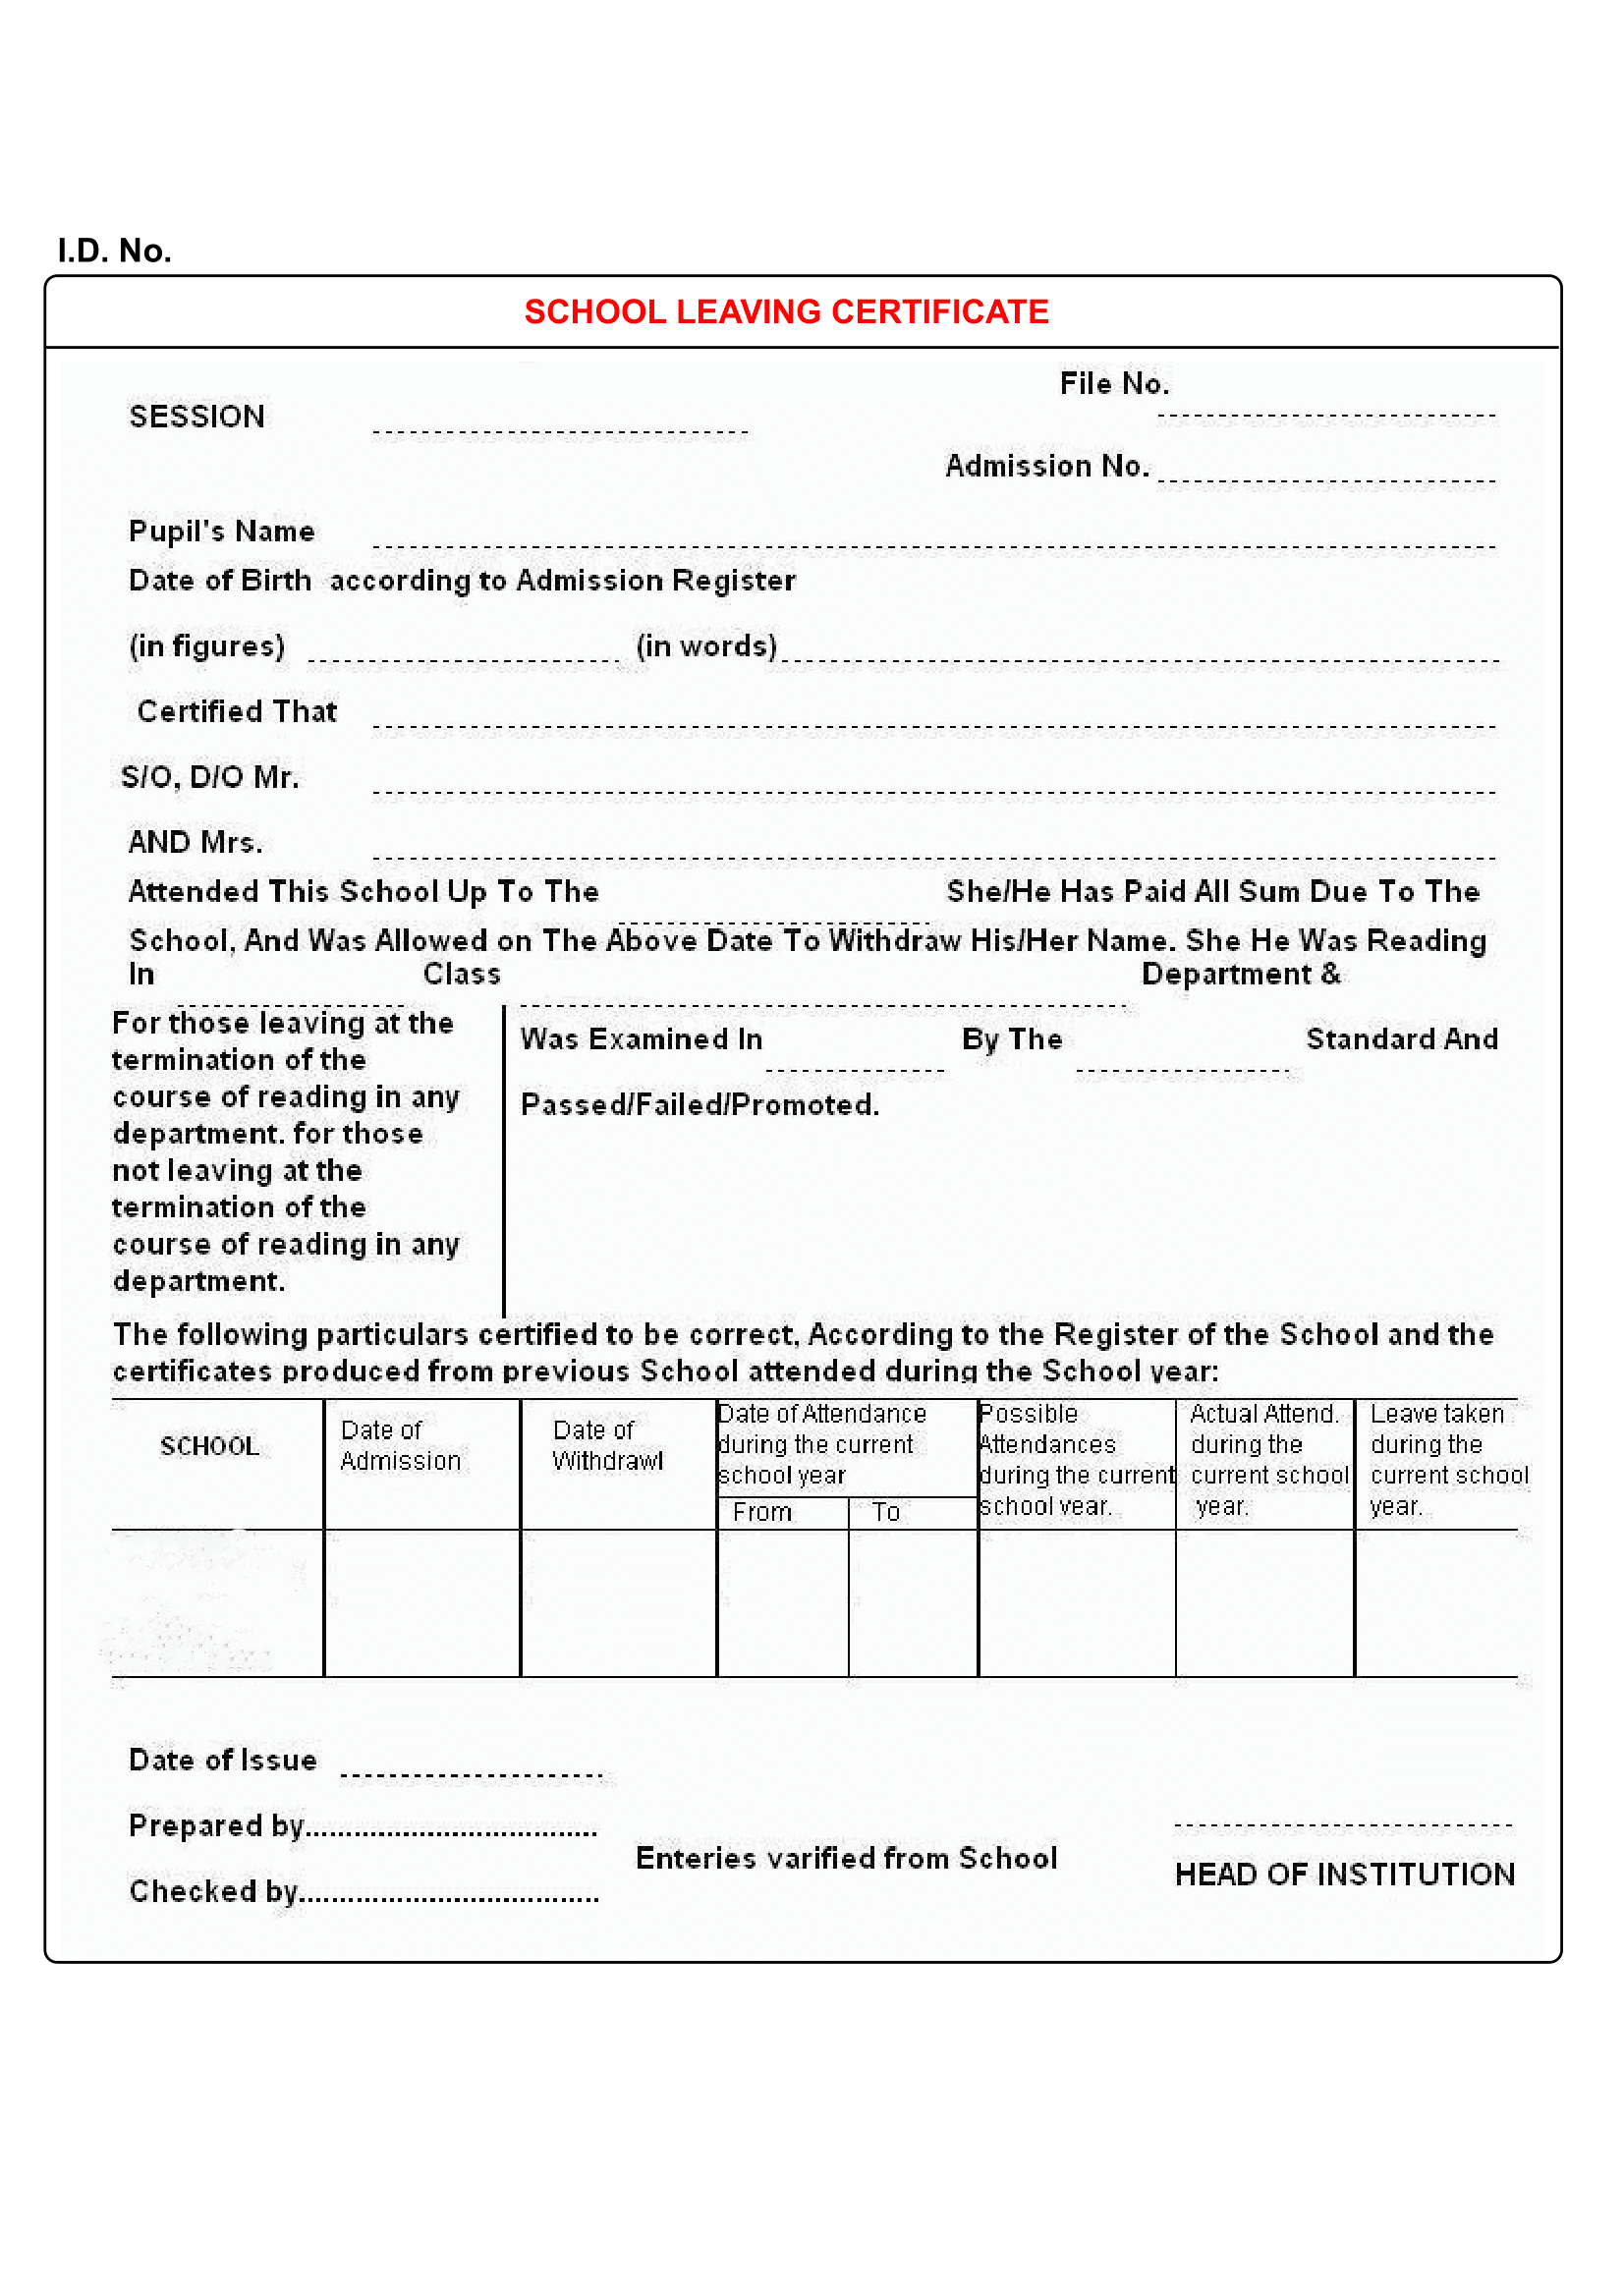 I.D. No.
SCHOOL LEAVING CERTIFICATE
File No.
SESSION
Admission No.
Pupil's Name
Date of Birth according to Admission Register
(in figures) (in words)
Certified That
S/O, D/O Mr.
AND Mrs.
Attended This School Up To The She/He Has Paid All Sum Due To The
School, And Was Allowed on The Above Date To Withdraw His/Her Name. She He Was Reading
In Class Department &
For those leaving at the
termination of the
course of reading in any
department. for those
not leaving at the
termination of the
course of reading in any
department.
Was Examined In By The Standard And
Passed/Failed/Promoted.
The following particulars certified to be correct, According to the Register of the School and the
certificates produced from previous School attended during the School year:
SCHOOL
Date of
Admission
Date of
Withdrawl
Date of Attendance
during the current
school year
From To
Possible
Attendances
during the current
school year.
Actual Attend.
during the
current school
year.
Leave taken
during the
current school
year.
Date of Issue
Prepared by....................................
Enteries varified from School
Checked by.....................................
HEAD OF INSTITUTION